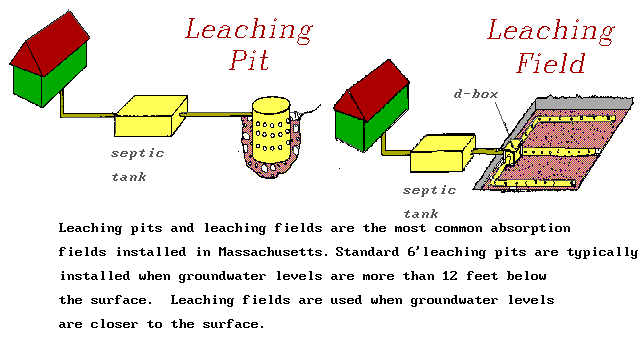 Leaching
Pit
septic
tank
Leaching
Field
d-box
septic
tank
Leaching pits and leaching fields are the most common absorption
fields installed in Massachusetts. Standard 6'leaching pits are typically
installed when groundwater levels are more than 12 feet below
the surface.  Leaching fields are used when groundwater levels
are closer to the surface.